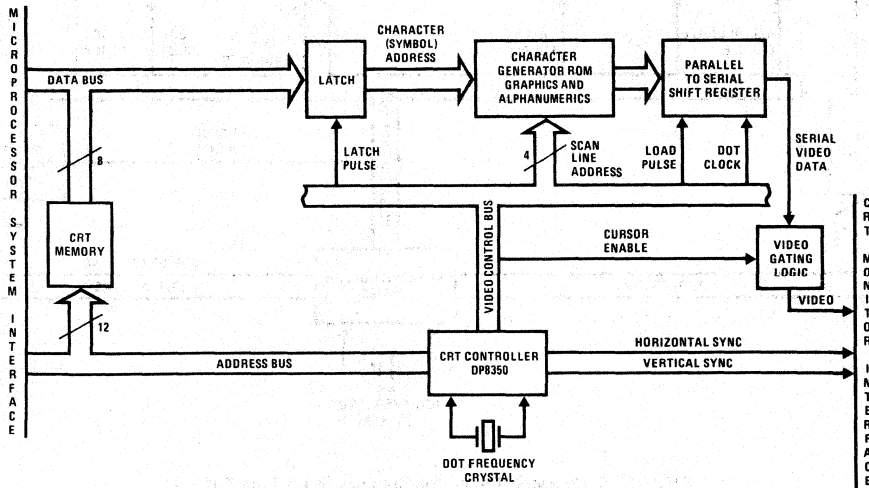 MICROPROCESSOR SYSTEM INTERFACE
DATA BUS
8
CRT
MEMORY
12
ADDRESS BUS
LATCH
LATCH
PULSE
CHARACTER
(SYMBOL)
ADDRESS
CHARACTER
GENERATOR ROM
GRAPHICS AND
ALPHANUMERICS
4
SCAN
LINE
ADDRESS
PARALLEL
TO SERIAL
SHIFT REGISTER
LOAD
PULSE
DOT
CLOCK
SERIAL
VIDEO
DATA
VIDEO CONTROL BUS
CURSOR
ENABLE
VIDEO
GATING
LOGIC
VIDEO
CRT CONTROLLER
DP8350
HORIZONTAL SYNC
VERTICAL SYNC
DOT FREQUENCY
CRYSTAL
CRT MONITOR INTERFACE